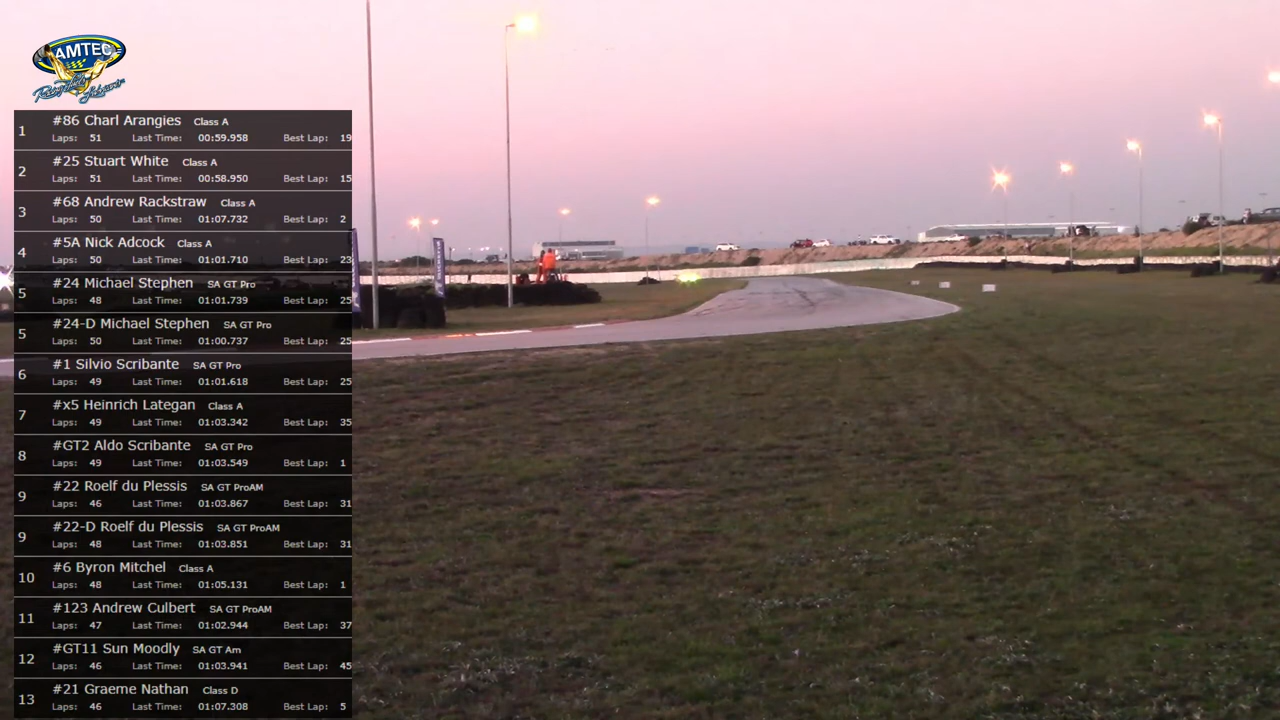 AMTEC
1 #86 Charl Arangies Class A
Laps: 51 Last Time: 00:59.958 Best Lap: 19
2 #25 Stuart White Class A
Laps: 51 Last Time: 00:58.950 Best Lap: 15
3 #68 Andrew Rackstraw Class A
Laps: 50 Last Time: 01:07.732 Best Lap: 2
4 #5A Nick Adcock Class A
Laps: 50 Last Time: 01:01.710 Best Lap: 23
5 #24 Michael Stephen SA GT Pro
Laps: 48 Last Time: 01:01.739 Best Lap: 25
5 #24-D Michael Stephen SA GT Pro
Laps: 50 Last Time: 01:00.737 Best Lap: 25
6 #1 Silvio Scribante SA GT Pro
Laps: 49 Last Time: 01:01.618 Best Lap: 25
7 #x5 Heinrich Lategan Class A
Laps: 49 Last Time: 01:03.342 Best Lap: 35
8 #GT2 Aldo Scribante SA GT Pro
Laps: 49 Last Time: 01:03.549 Best Lap: 1
9 #22 Roelf du Plessis SA GT ProAM
Laps: 46 Last Time: 01:03.867 Best Lap: 31
9 #22-D Roelf du Plessis SA GT ProAM
Laps: 48 Last Time: 01:03.851 Best Lap: 31
10 #6 Byron Mitchel Class A
Laps: 48 Last Time: 01:05.131 Best Lap: 1
11 #123 Andrew Culbert SA GT ProAM
Laps: 47 Last Time: 01:02.944 Best Lap: 37
12 #GT11 Sun Moodly SA GT Am
Laps: 46 Last Time: 01:03.941 Best Lap: 45
13 #21 Graeme Nathan Class D
Laps: 46 Last Time: 01:07.308 Best Lap: 5